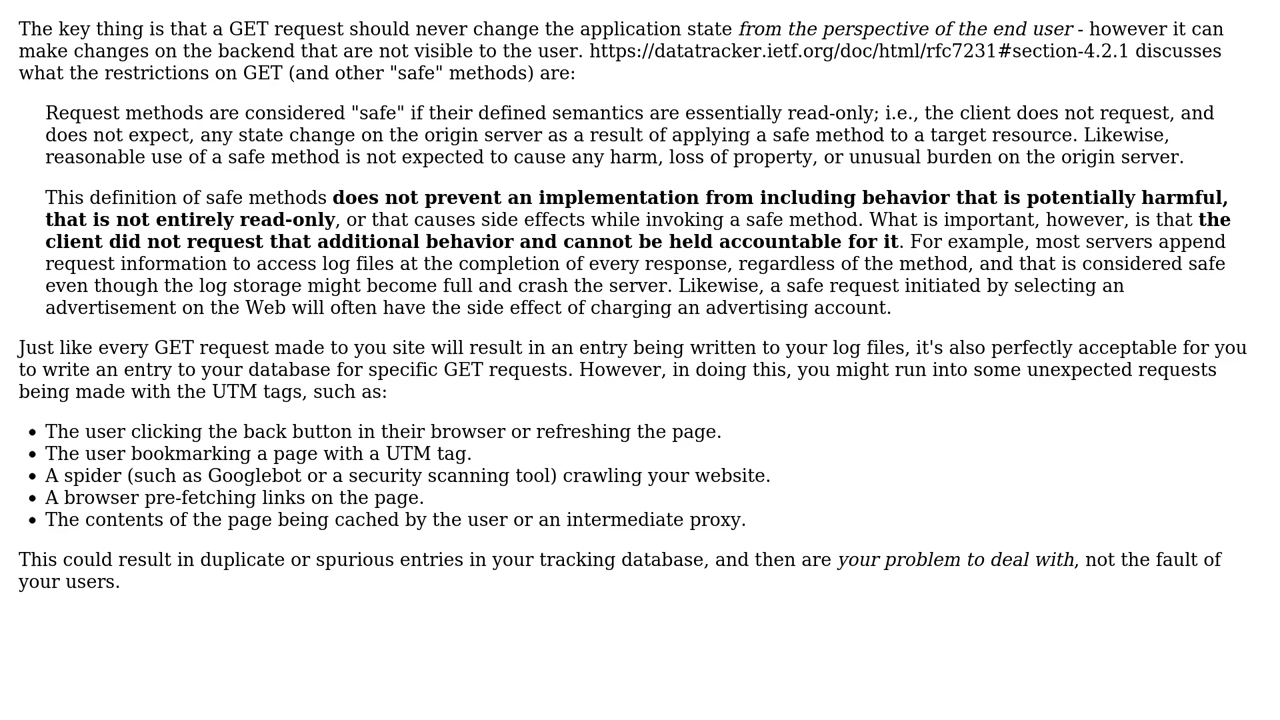 The key thing is that a GET request should never change the application state from the perspective of the end user - however it can
make changes on the backend that are not visible to the user. https://datatracker.ietf.org/doc/html/rfc7231#section-4.2.1 discusses
what the restrictions on GET (and other "safe" methods) are:
Request methods are considered "safe" if their defined semantics are essentially read-only; i.e., the client does not request, and
does not expect, any state change on the origin server as a result of applying a safe method to a target resource. Likewise,
reasonable use of a safe method is not expected to cause any harm, loss of property, or unusual burden on the origin server.
This definition of safe methods does not prevent an implementation from including behavior that is potentially harmful,
that is not entirely read-only, or that causes side effects while invoking a safe method. What is important, however, is that the
client did not request that additional behavior and cannot be held accountable for it. For example, most servers append
request information to access log files at the completion of every response, regardless of the method, and that is considered safe
even though the log storage might become full and crash the server. Likewise, a safe request initiated by selecting an
advertisement on the Web will often have the side effect of charging an advertising account.
Just like every GET request made to you site will result in an entry being written to your log files, it's also perfectly acceptable for you
to write an entry to your database for specific GET requests. However, in doing this, you might run into some unexpected requests
being made with the UTM tags, such as:
• The user clicking the back button in their browser or refreshing the page.
• The user bookmarking a page with a UTM tag.
• A spider (such as Googlebot or a security scanning tool) crawling your website.
• A browser pre-fetching links on the page.
• The contents of the page being cached by the user or an intermediate proxy.
This could result in duplicate or spurious entries in your tracking database, and then are your problem to deal with, not the fault of
your users.